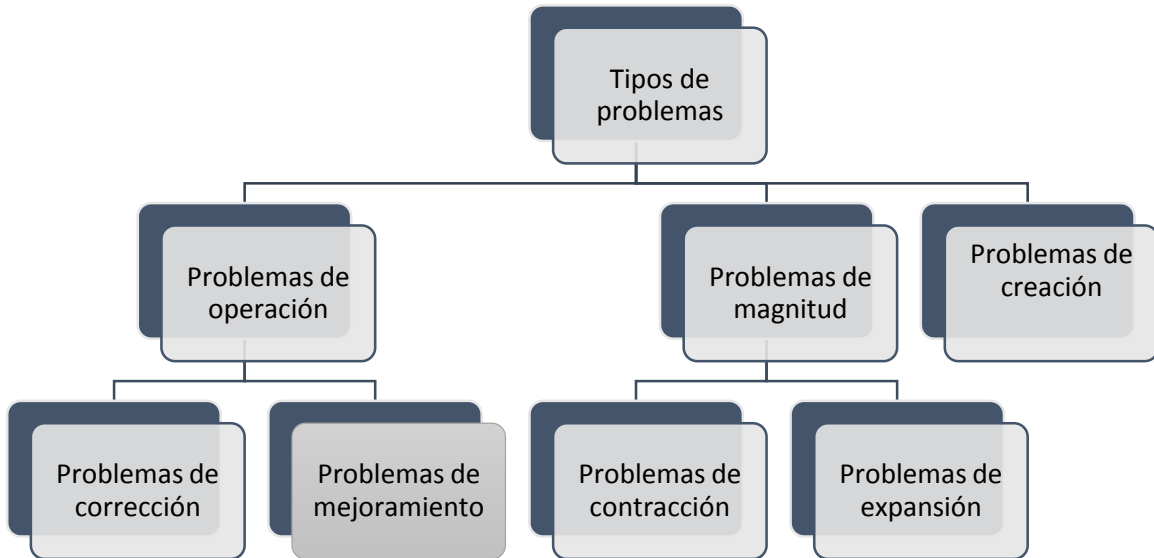 Tipos de
problemas
Problemas de
operación
Problemas de
magnitud
Problemas de
creación
Problemas de
corrección
Problemas de
mejoramiento
Problemas de
contracción
Problemas de
expansión